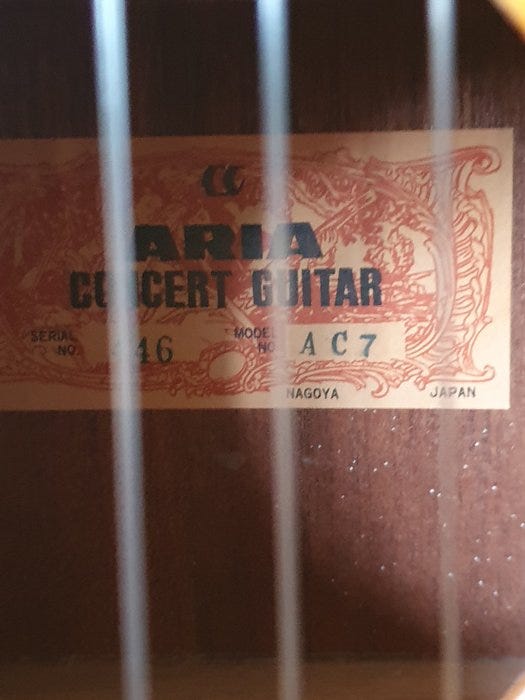 ARIA
CONCERT GUITAR
SERIAL NO. 46
MODEL NO. AC7
NAGOYA JAPAN